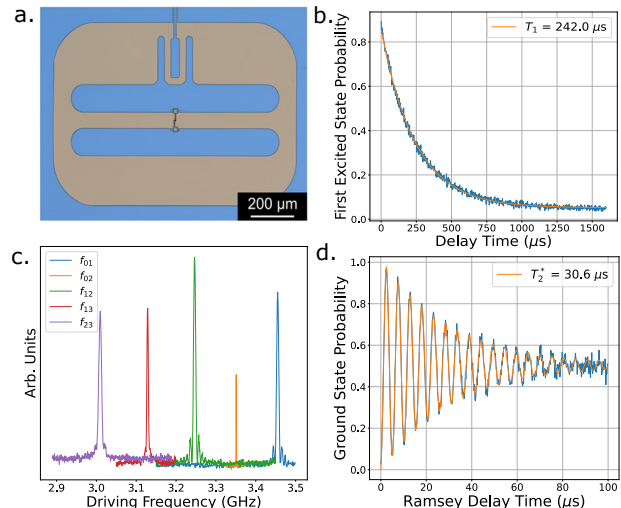 a.
200 μm
b.
First Excited State Probability
0.8
0.6
0.4
0.2
0.0
T₁ = 242.0 μs
0
250
500
750
1000
1250
1500
Delay Time (μs)
c.
Arb. Units
f₀₁
f₀₂
f₁₂
f₁₃
f₂₃
2.9
3.0
3.1
3.2
3.3
3.4
3.5
Driving Frequency (GHz)
d.
Ground State Probability
1.0
0.8
0.6
0.4
0.2
0.0
T₂* = 30.6 μs
0
20
40
60
80
100
Ramsey Delay Time (μs)